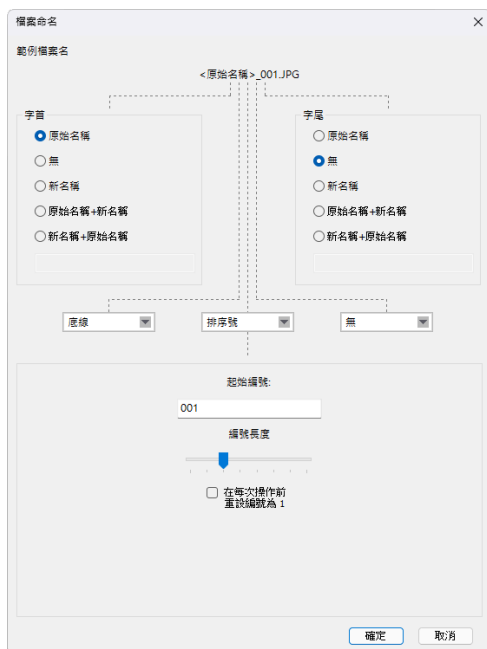 檔案命名
範例檔案名
<原始名稱>_001.JPG
字首
原始名稱
無
新名稱
原始名稱+新名稱
新名稱+原始名稱
字尾
原始名稱
無
新名稱
原始名稱+新名稱
新名稱+原始名稱
底線
排序號
無
起始編號:
001
編號長度
在每次操作前
重設編號為 1
確定
取消